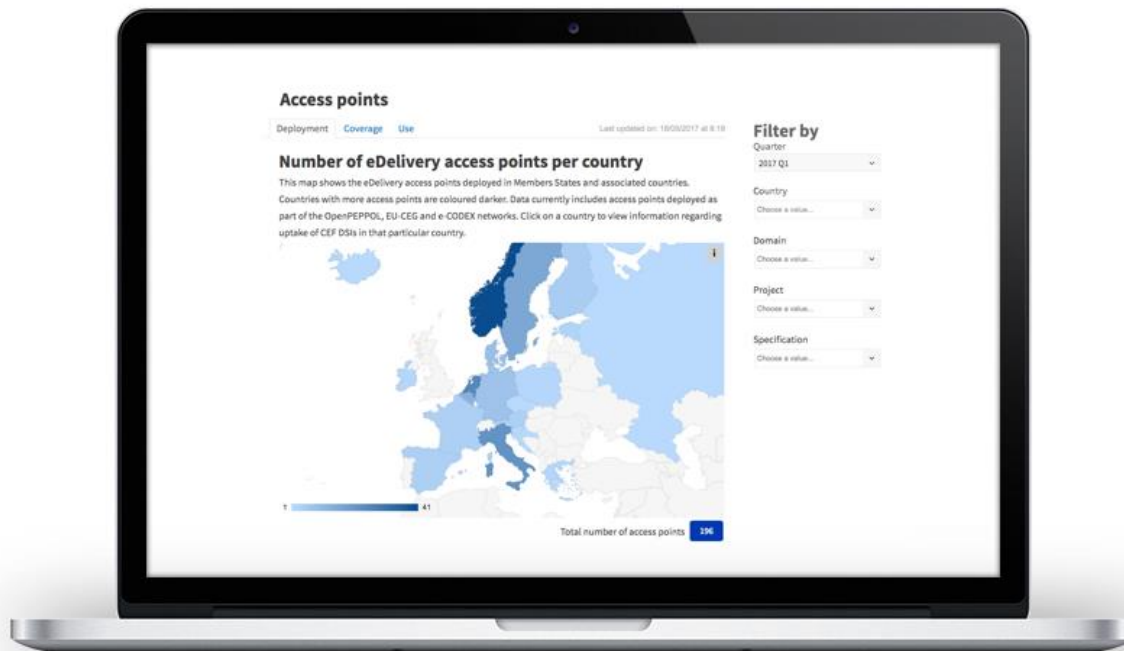 Access points
Deployment Coverage Use
Last updated on: 18/09/2017 at 8:18
Number of eDelivery access points per country
This map shows the eDelivery access points deployed in Members States and associated countries.
Countries with more access points are coloured darker. Data currently includes access points deployed as
part of the OpenPEPPOL, EU-CEG and e-CODEX networks. Click on a country to view information regarding
uptake of CEF DSIs in that particular country.
i
1 41
Total number of access points 196
Filter by
Quarter
2017 Q1
Country
Choose a value...
Domain
Choose a value...
Project
Choose a value...
Specification
Choose a value...